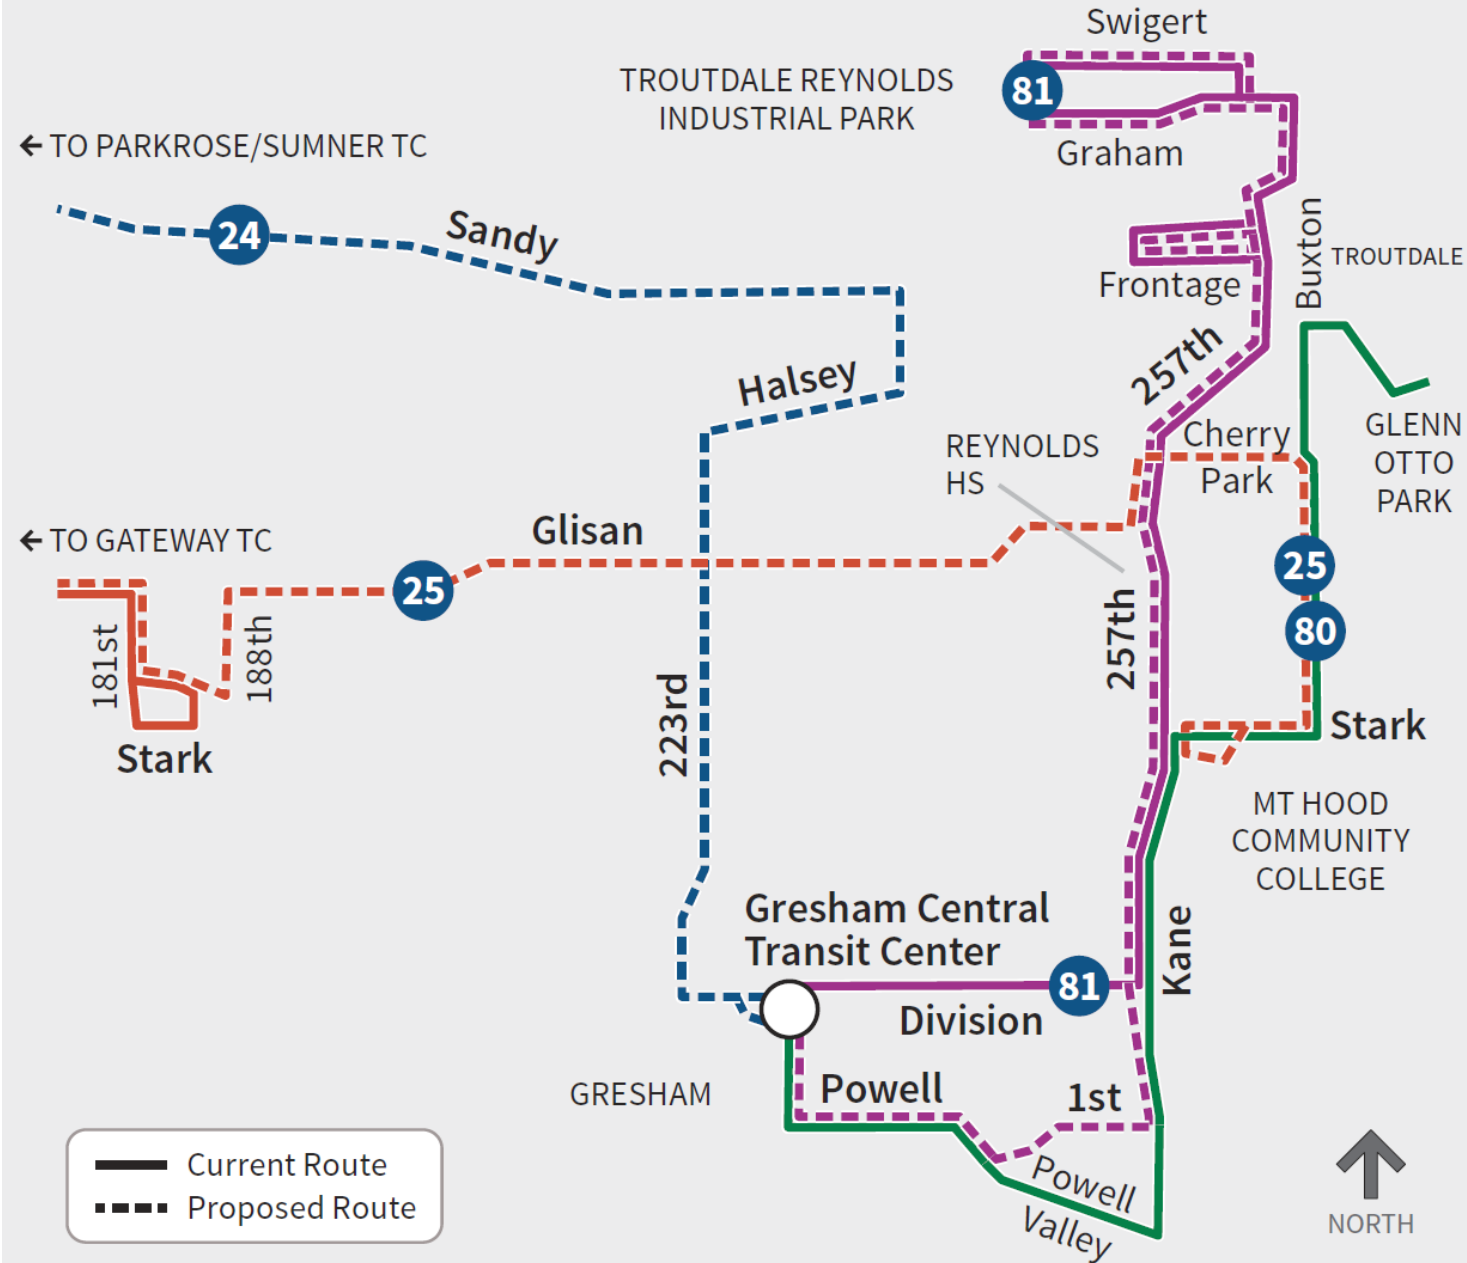 Swigert
TROUTDALE REYNOLDS
INDUSTRIAL PARK
81
Graham
← TO PARKROSE/SUMNER TC
24
Sandy
Buxton
TROUTDALE
Frontage
257th
Halsey
Cherry
Park
GLENN
OTTO
PARK
REYNOLDS
HS
Glisan
← TO GATEWAY TC
25
25
80
181st
188th
Stark
223rd
257th
Stark
MT HOOD
COMMUNITY
COLLEGE
Gresham Central
Transit Center
Kane
81
Division
GRESHAM
Powell
1st
Powell
Valley
Current Route
Proposed Route
NORTH